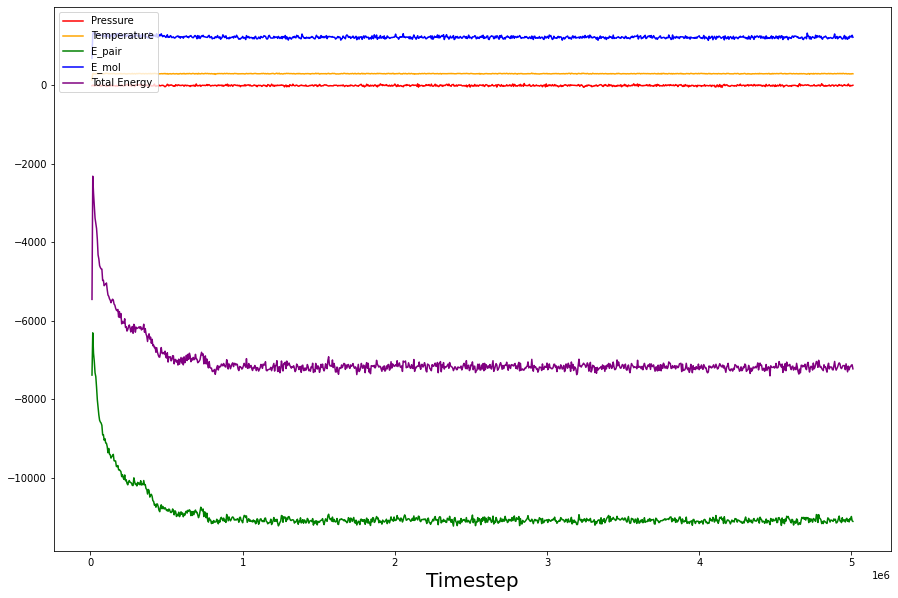 Pressure
Temperature
E_pair
E_mol
Total Energy
0
−2000
−4000
−6000
−8000
−10000
0 1 2 3 4 5
1e6
Timestep